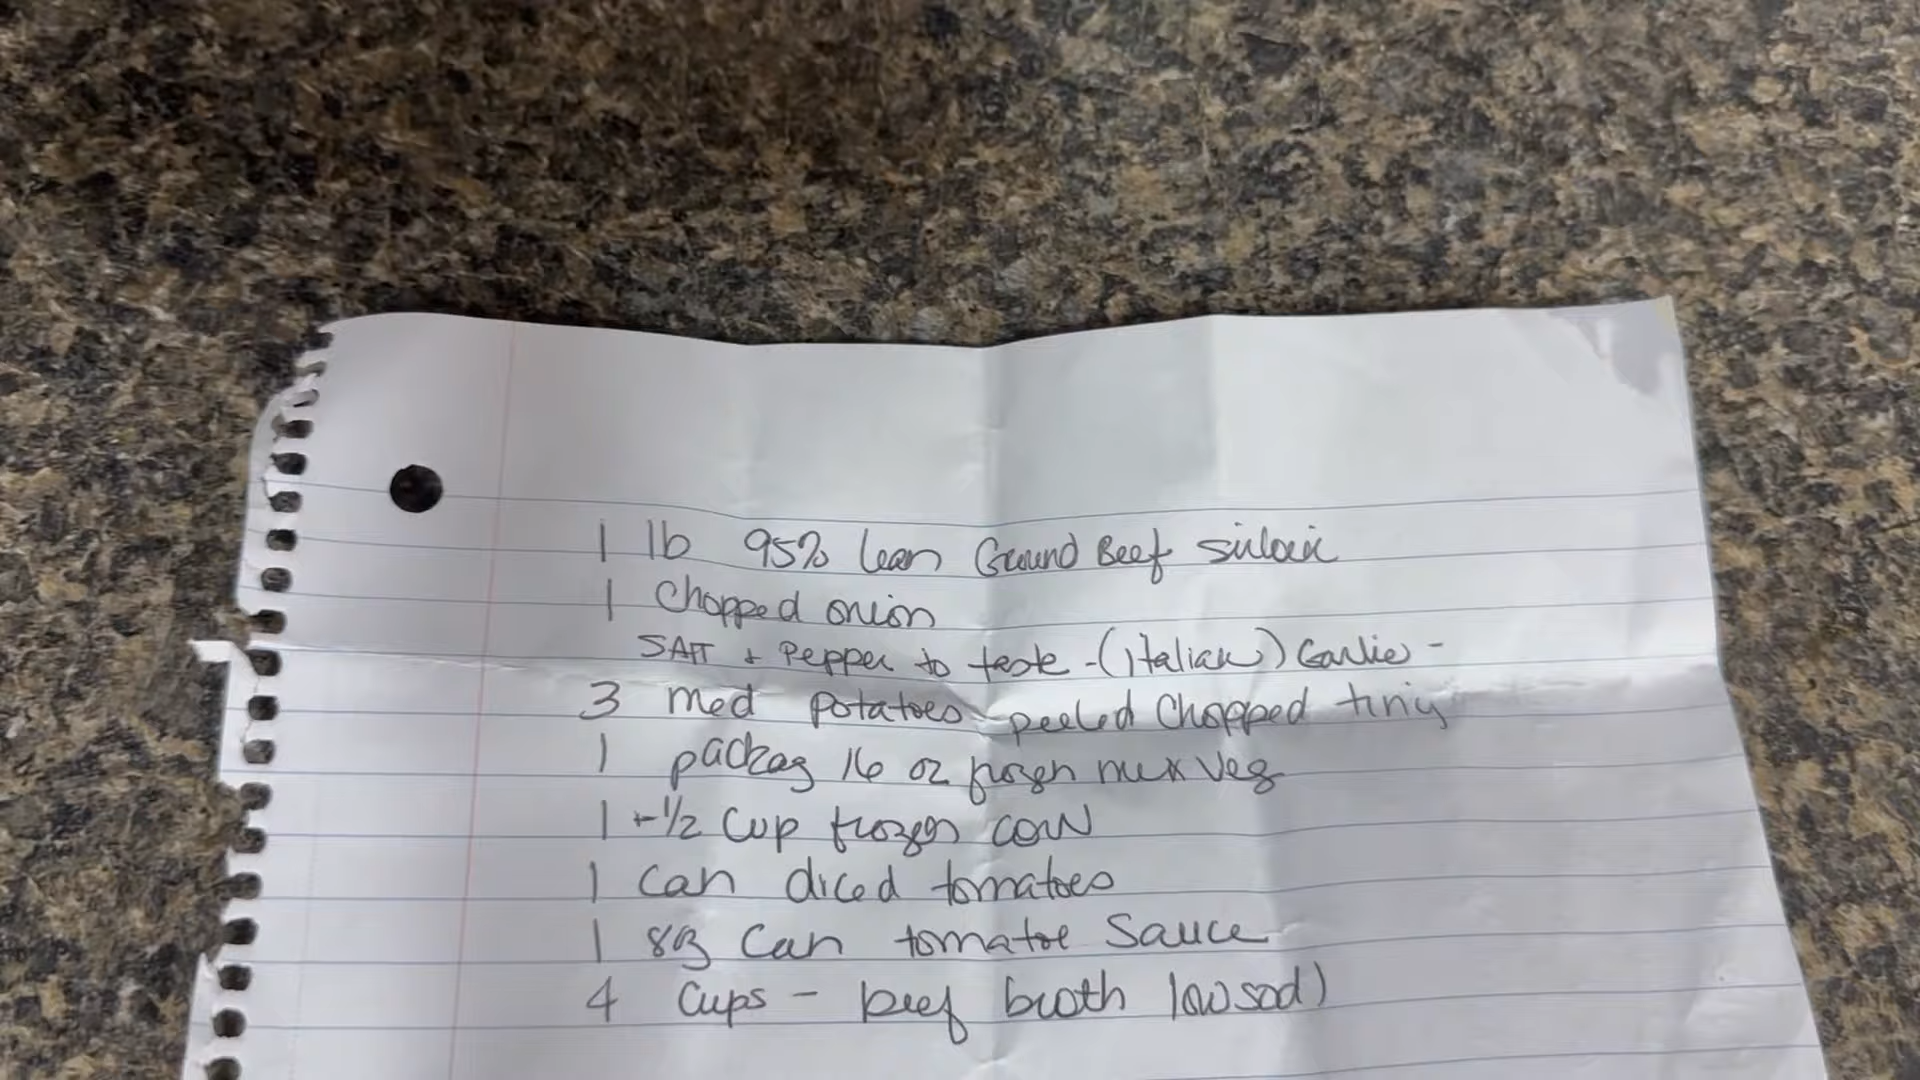 1 lb 95% lean Ground Beef sirloin
1 Chopped onion
SAlT + Pepper to taste - (italian) Garlic -
3 med potatoes peeled Chopped tiny
1 packag 16 oz frozen mix veg
1 +-1/2 Cup frozen corN
1 can diced tomatoes
1 8oz Can tomatoe Sauce
4 Cups - beef broth low sod)